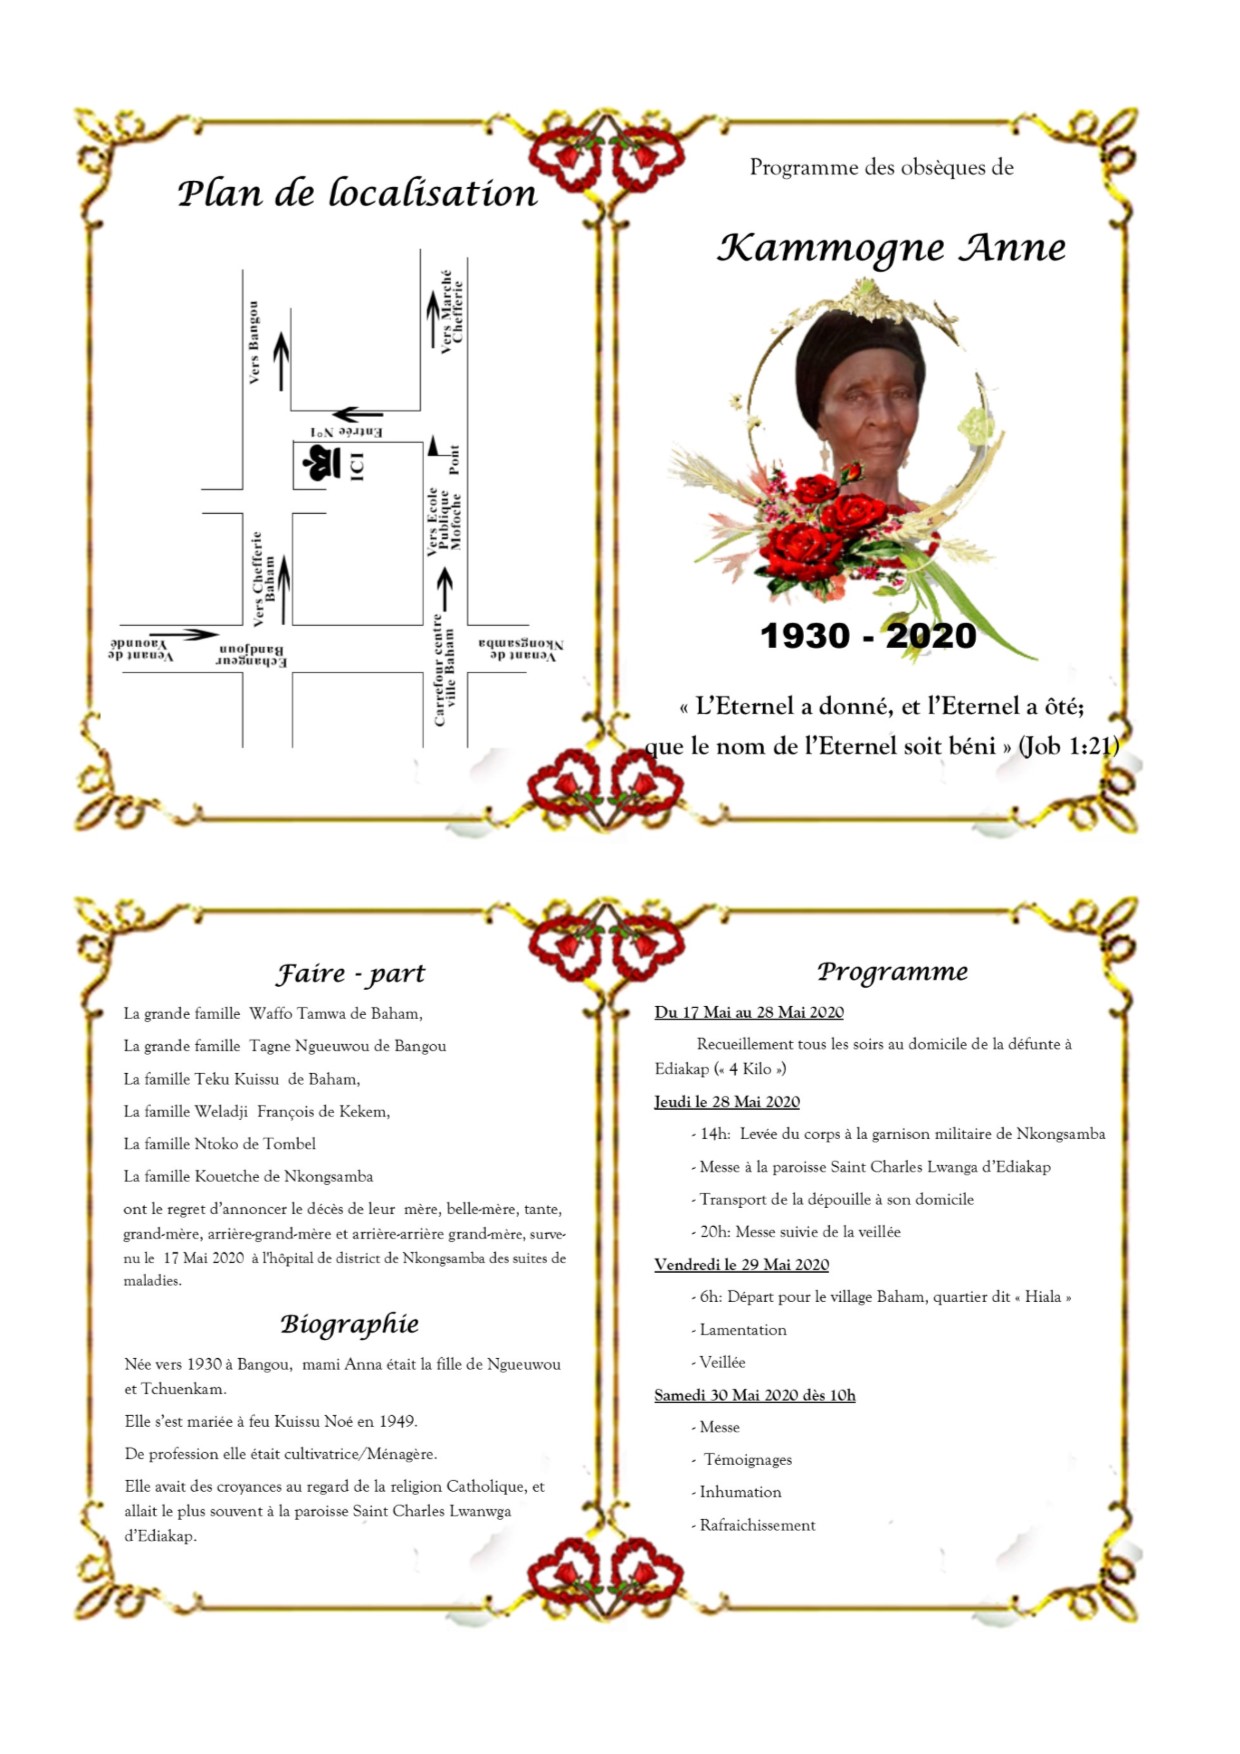 Plan de localisation
Vers Bangou
Vers Marché
Chefferie
Entrée N°1
ICI
Pont
Vers Ecole
Publique
Mofoche
Vers Chefferie
Baham
Venant de
Yaoundé
Echangeur
Bandjoun
Carrefour centre
ville Baham
Venant de
Nkongsamba
Programme des obsèques de
Kammogne Anne
1930 - 2020
« L’Eternel a donné, et l’Eternel a ôté;
que le nom de l’Eternel soit béni » (Job 1:21)
Faire - part
La grande famille Waffo Tamwa de Baham,
La grande famille Tagne Ngueuwou de Bangou
La famille Teku Kuissu de Baham,
La famille Weladji François de Kekem,
La famille Ntoko de Tombel
La famille Kouetche de Nkongsamba
ont le regret d’annoncer le décès de leur mère, belle-mère, tante,
grand-mère, arrière-grand-mère et arrière-arrière grand-mère, surve-
nu le 17 Mai 2020 à l'hôpital de district de Nkongsamba des suites de
maladies.
Biographie
Née vers 1930 à Bangou, mami Anna était la fille de Ngueuwou
et Tchuenkam.
Elle s’est mariée à feu Kuissu Noé en 1949.
De profession elle était cultivatrice/Ménagère.
Elle avait des croyances au regard de la religion Catholique, et
allait le plus souvent à la paroisse Saint Charles Lwanwga
d’Ediakap.
Programme
Du 17 Mai au 28 Mai 2020
Recueillement tous les soirs au domicile de la défunte à
Ediakap (« 4 Kilo »)
Jeudi le 28 Mai 2020
- 14h: Levée du corps à la garnison militaire de Nkongsamba
- Messe à la paroisse Saint Charles Lwanga d’Ediakap
- Transport de la dépouille à son domicile
- 20h: Messe suivie de la veillée
Vendredi le 29 Mai 2020
- 6h: Départ pour le village Baham, quartier dit « Hiala »
- Lamentation
- Veillée
Samedi 30 Mai 2020 dès 10h
- Messe
- Témoignages
- Inhumation
- Rafraichissement